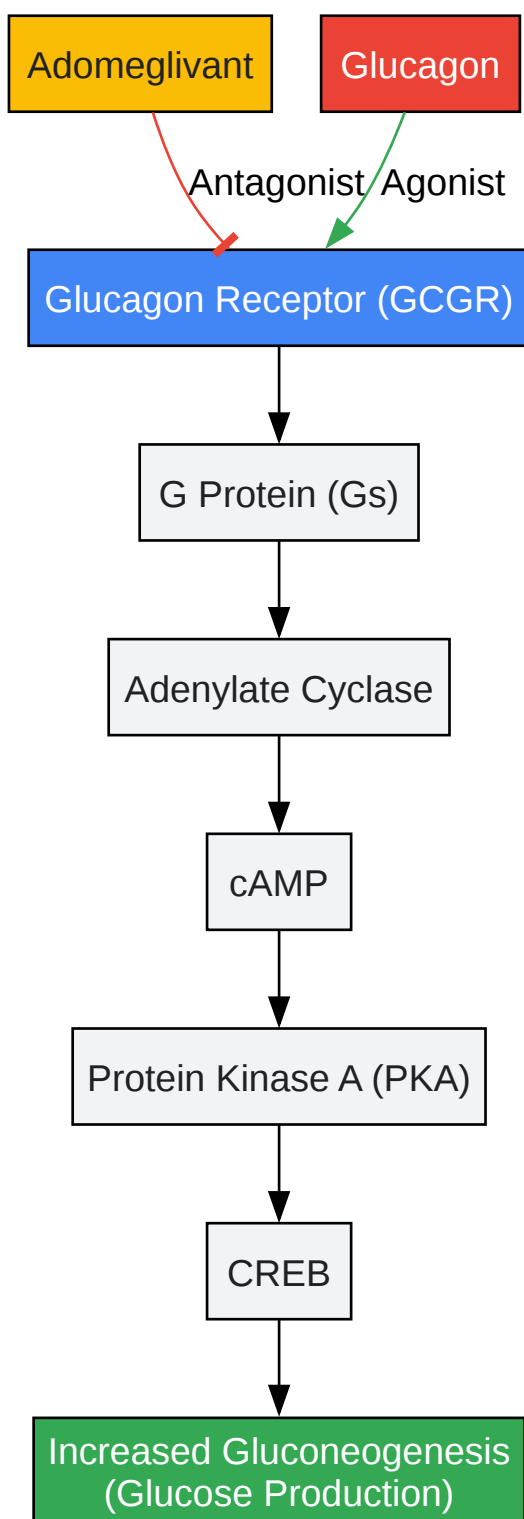 Adomeglivant
Glucagon
Antagonist
Agonist
Glucagon Receptor (GCGR)
G Protein (Gs)
Adenylate Cyclase
cAMP
Protein Kinase A (PKA)
CREB
Increased Gluconeogenesis
(Glucose Production)